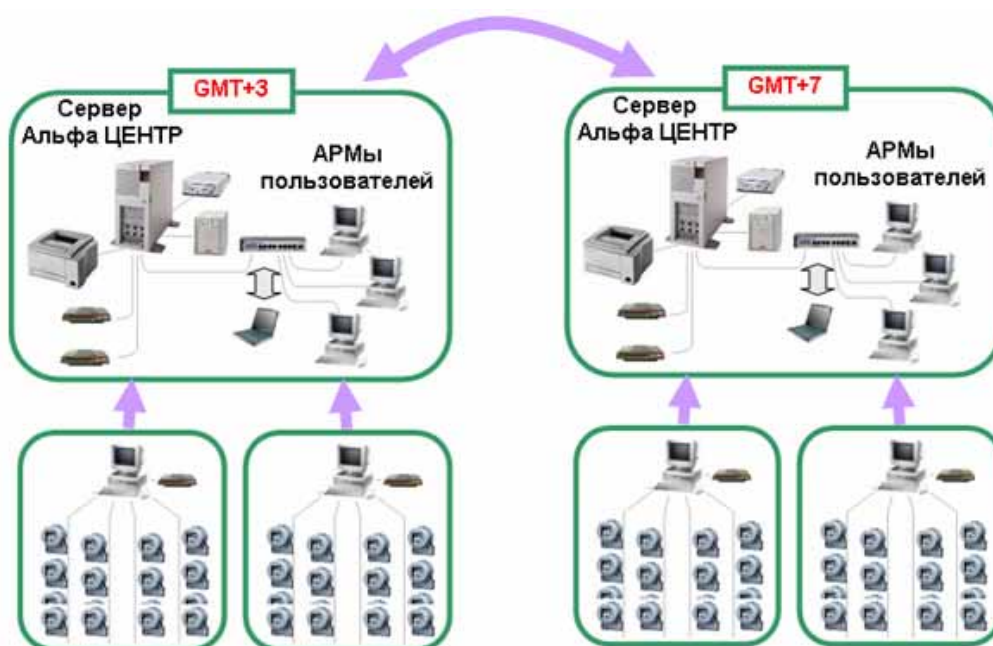 GMT+3
Сервер
Альфа ЦЕНТР
АРМы
пользователей
GMT+7
Сервер
Альфа ЦЕНТР
АРМы
пользователей